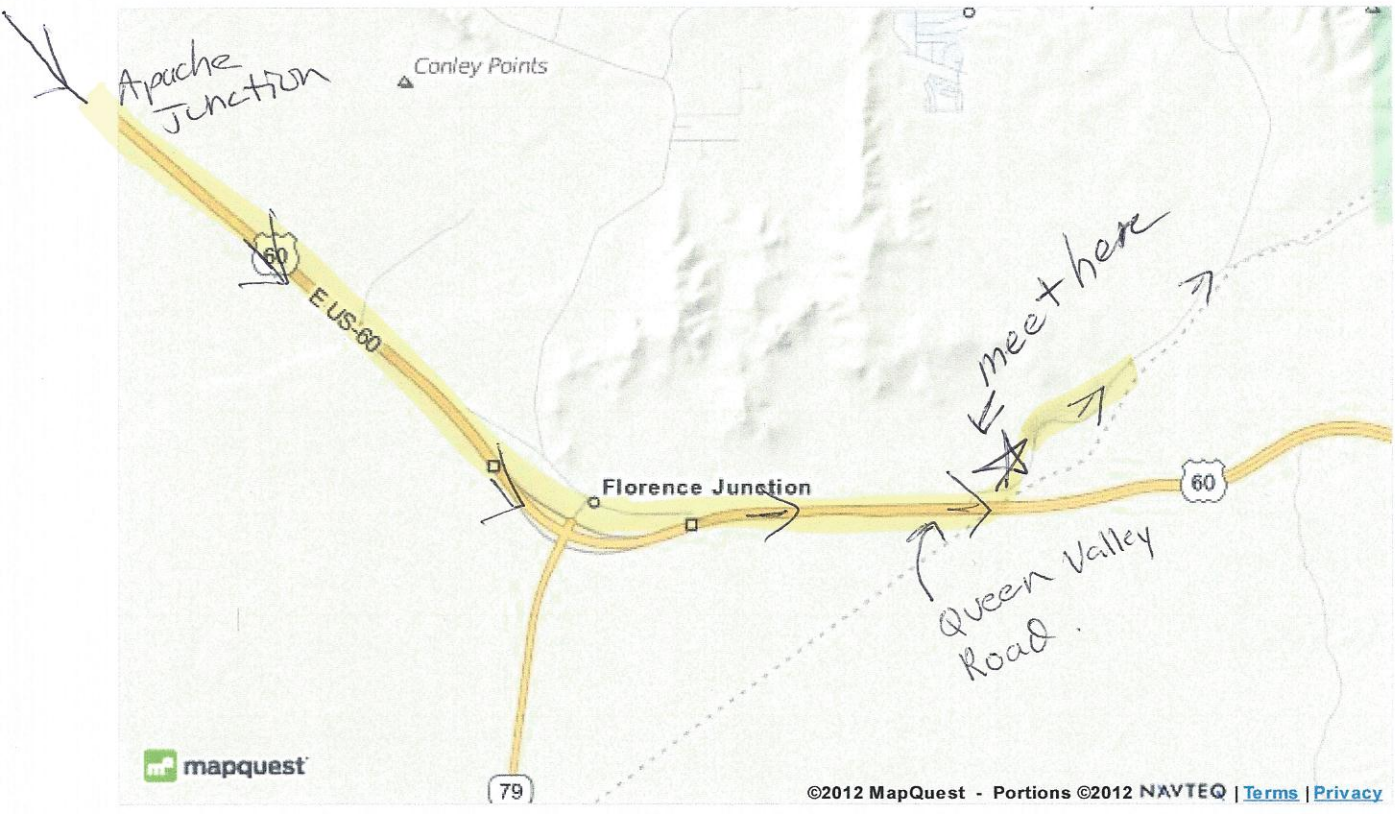 Apache
Junction
Conley Points
60
E US-60
meet here
Florence Junction
60
Queen Valley
Road.
79
mapquest
©2012 MapQuest - Portions ©2012 NAVTEQ | Terms | Privacy